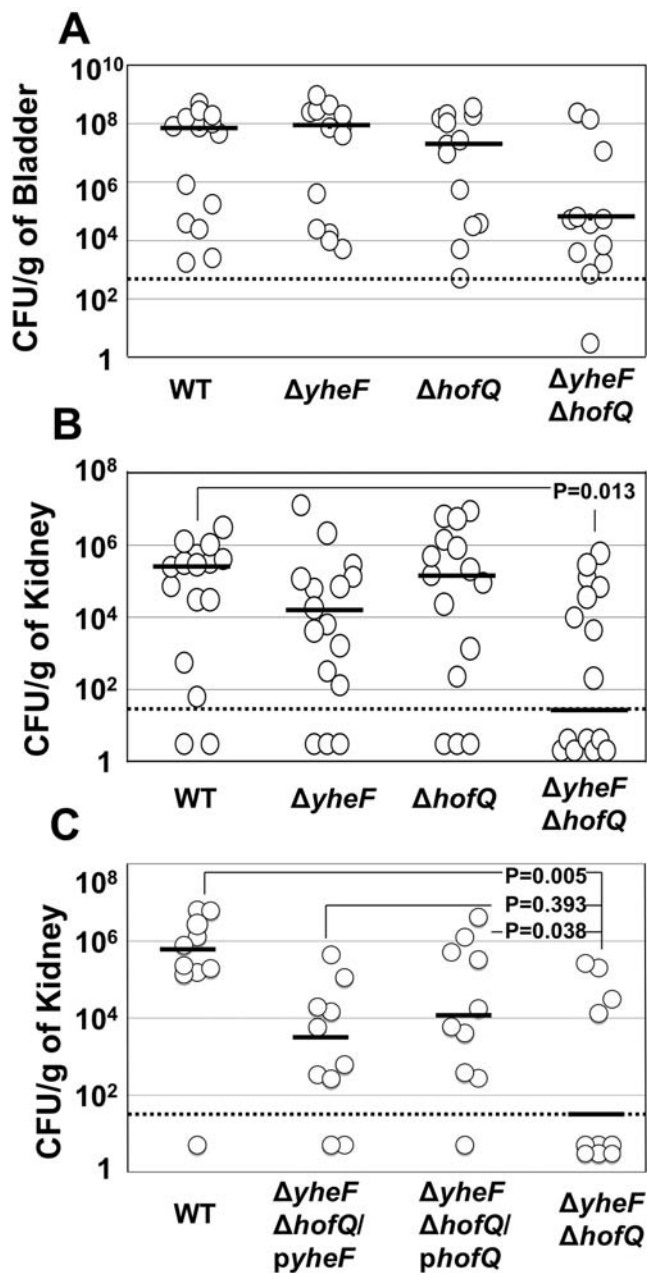 A
CFU/g of Bladder
10^10
10^8
10^6
10^4
10^2
1
WT
ΔyheF
ΔhofQ
ΔyheF
ΔhofQ
B
CFU/g of Kidney
10^8
10^6
10^4
10^2
1
P=0.013
WT
ΔyheF
ΔhofQ
ΔyheF
ΔhofQ
C
CFU/g of Kidney
10^8
10^6
10^4
10^2
1
P=0.005
P=0.393
P=0.038
WT
ΔyheF
ΔhofQ/
pyheF
ΔyheF
ΔhofQ/
phofQ
ΔyheF
ΔhofQ